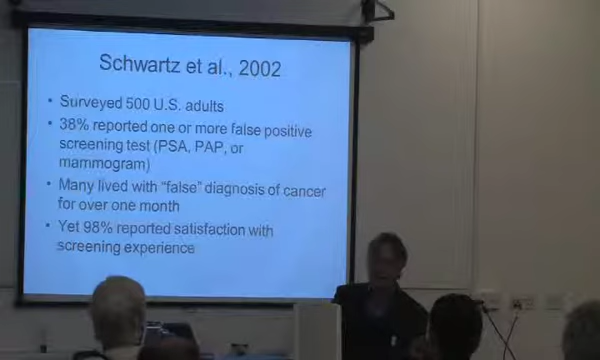 Schwartz et al., 2002
• Surveyed 500 U.S. adults
• 38% reported one or more false positive
screening test (PSA, PAP, or
mammogram)
• Many lived with "false" diagnosis of cancer
for over one month
• Yet 98% reported satisfaction with
screening experience